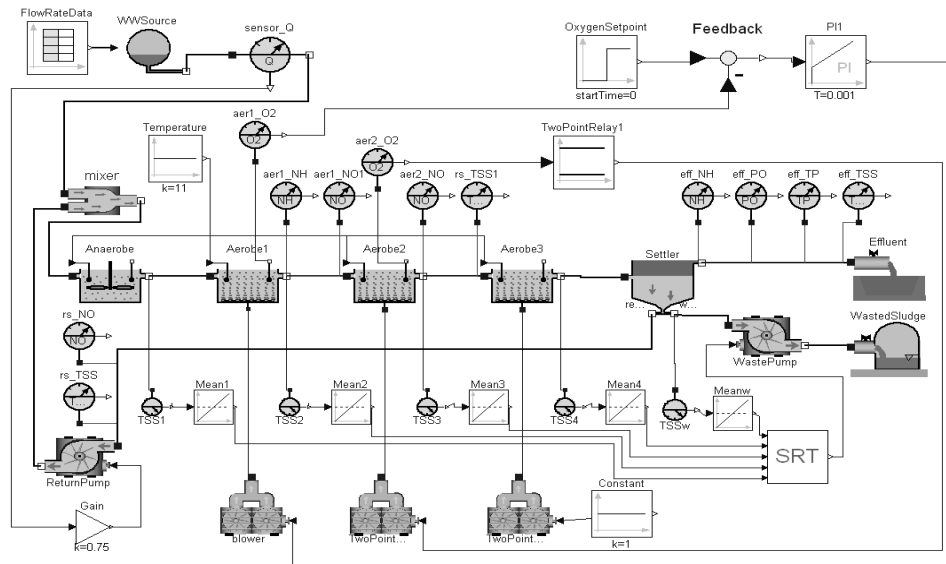 FlowRateData
WWSource
sensor_Q
Q
OxygenSetpoint
startTime=0
Feedback
PI1
PI
T=0.001
Temperature
k=11
aer1_O2
O2
aer2_O2
O2
TwoPointRelay1
mixer
aer1_NH
NH
aer1_NO1
NO
aer2_NO
NO
rs_TSS1
T...
eff_NH
NH
eff_PO
PO
eff_TP
TP
eff_TSS
T...
Anaerobe
Aerobe1
Aerobe2
Aerobe3
Settler
re...
w...
Effluent
rs_NO
NO
WastedSludge
WastePump
rs_TSS
T...
Mean1
Mean2
Mean3
Mean4
Meanw
TSS1
TSS2
TSS3
TSS4
TSSw
SRT
ReturnPump
Gain
k=0.75
Constant
k=1
blower
TwoPoint...
TwoPoint...